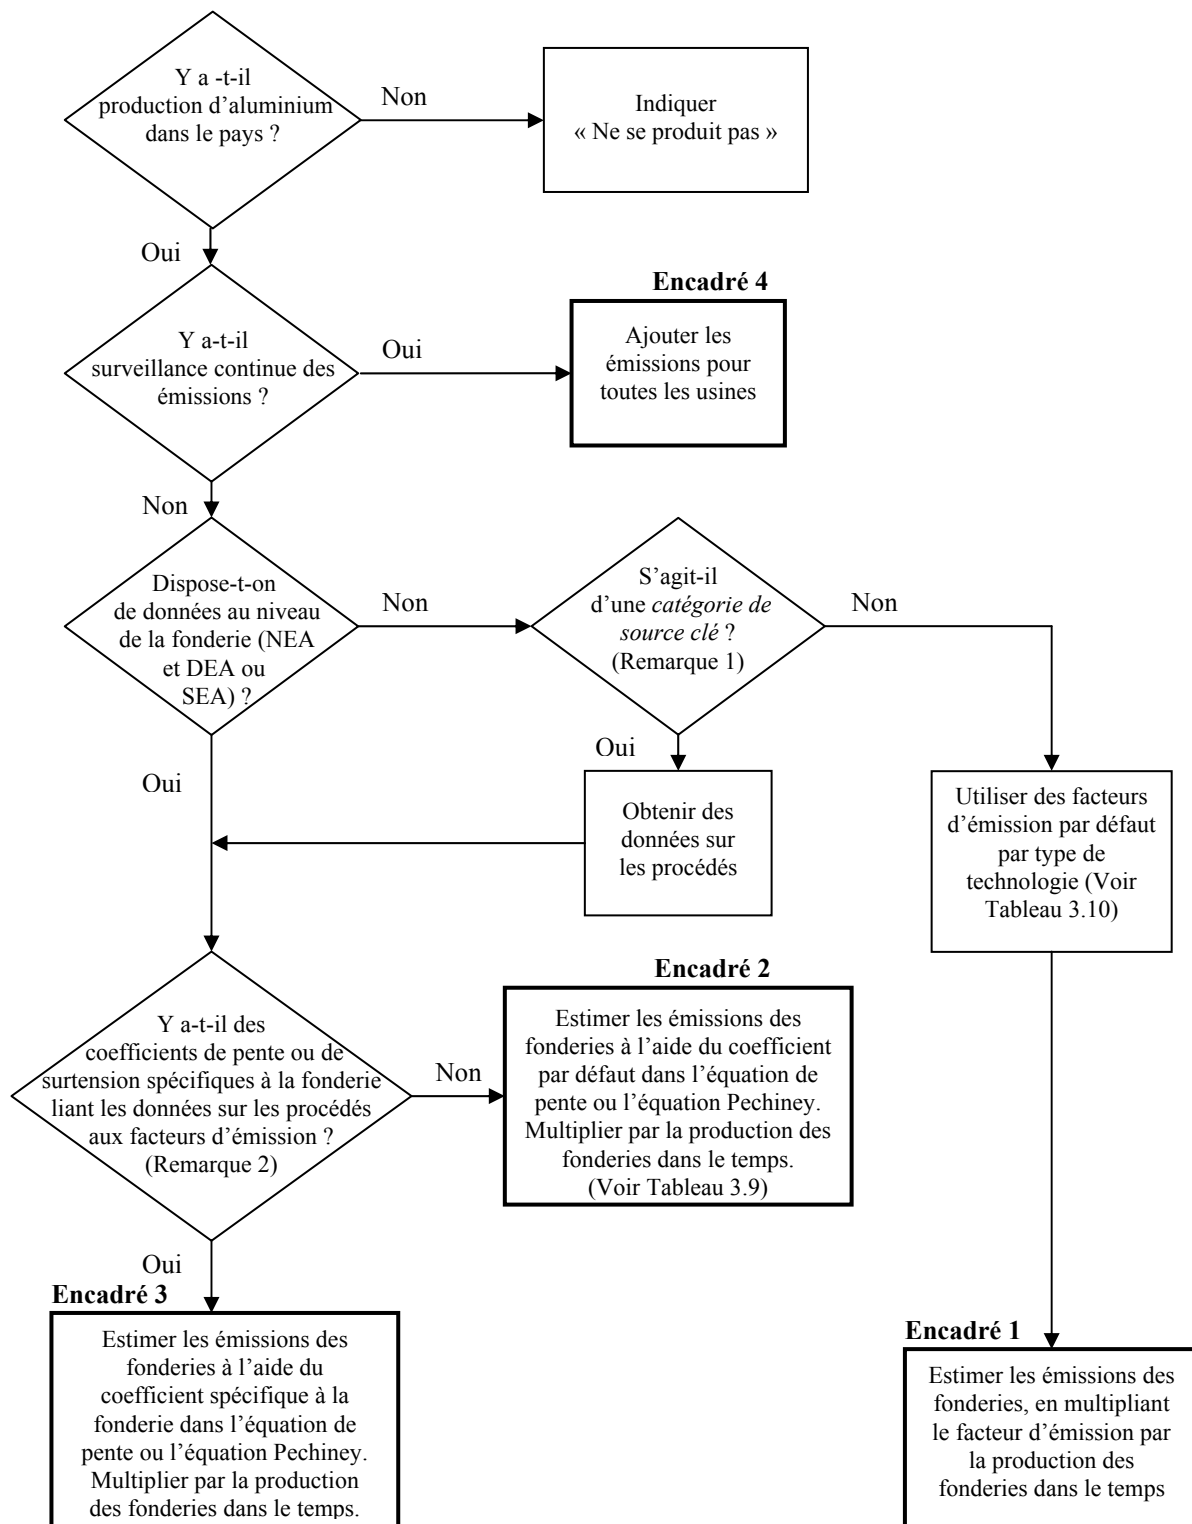 Y a -t-il
production d'aluminium
dans le pays ?
Non
Indiquer
« Ne se produit pas »
Oui
Encadré 4
Y a-t-il
surveillance continue des
émissions ?
Oui
Ajouter les
émissions pour
toutes les usines
Non
Dispose-t-on
de données au niveau
de la fonderie (NEA
et DEA ou
SEA) ?
Non
S'agit-il
d'une catégorie de
source clé ?
(Remarque 1)
Non
Oui
Oui
Obtenir des
données sur
les procédés
Utiliser des facteurs
d'émission par défaut
par type de
technologie (Voir
Tableau 3.10)
Encadré 2
Y a-t-il des
coefficients de pente ou de
surtension spécifiques à la fonderie
liant les données sur les procédés
aux facteurs d'émission ?
(Remarque 2)
Non
Estimer les émissions des
fonderies à l'aide du coefficient
par défaut dans l'équation de
pente ou l'équation Pechiney.
Multiplier par la production des
fonderies dans le temps.
(Voir Tableau 3.9)
Oui
Encadré 3
Estimer les émissions des
fonderies à l'aide du
coefficient spécifique à la
fonderie dans l'équation de
pente ou l'équation Pechiney.
Multiplier par la production
des fonderies dans le temps.
Encadré 1
Estimer les émissions des
fonderies, en multipliant
le facteur d'émission par
la production des
fonderies dans le temps